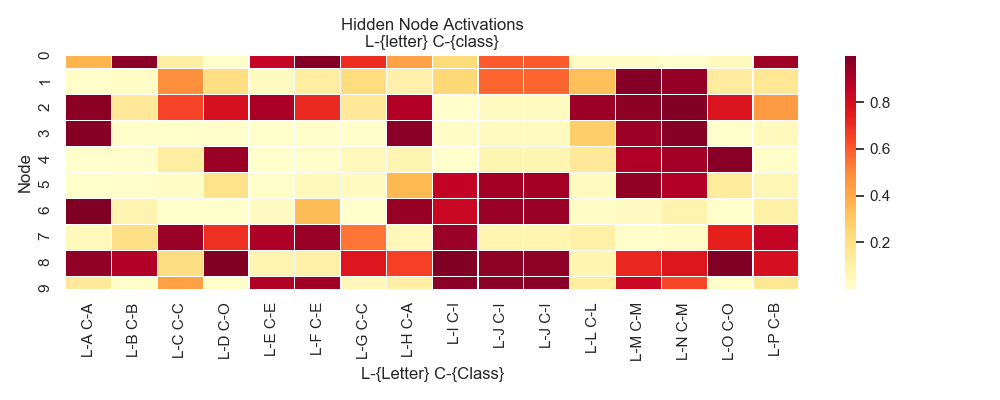 Hidden Node Activations
L-{letter} C-{class}
Node
0
1
2
3
4
5
6
7
8
9
L-A C-A
L-B C-B
L-C C-C
L-D C-O
L-E C-E
L-F C-E
L-G C-C
L-H C-A
L-I C-I
L-J C-I
L-J C-I
L-L C-L
L-M C-M
L-N C-M
L-O C-O
L-P C-B
L-{Letter} C-{Class}
0.8
0.6
0.4
0.2